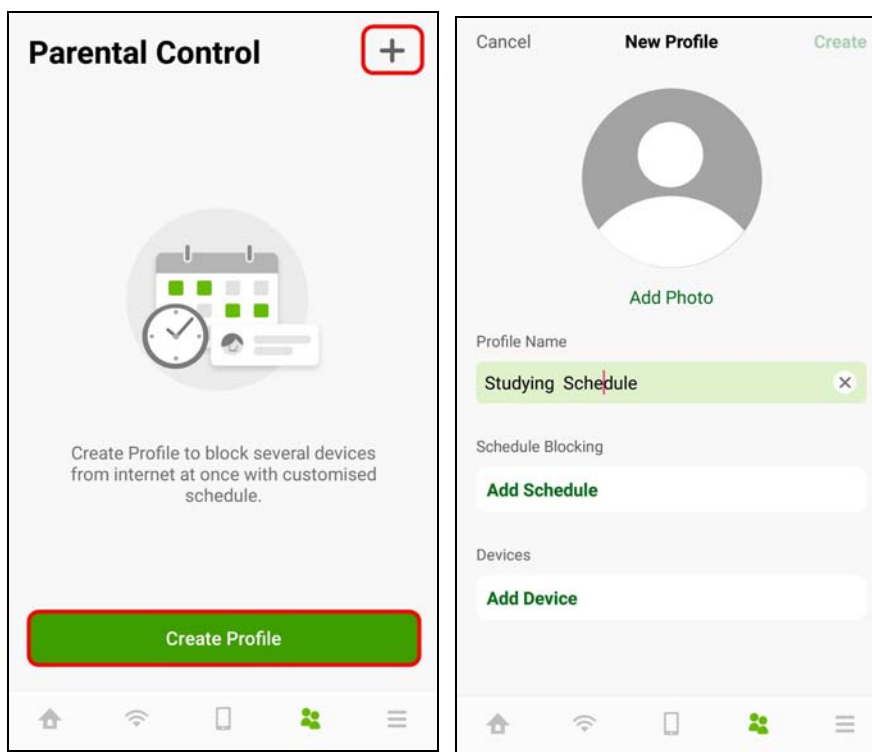 Parental Control
+
Create Profile to block several devices
from internet at once with customised
schedule.
Create Profile
Cancel New Profile Create
Add Photo
Profile Name
Studying  Schedule
Schedule Blocking
Add Schedule
Devices
Add Device